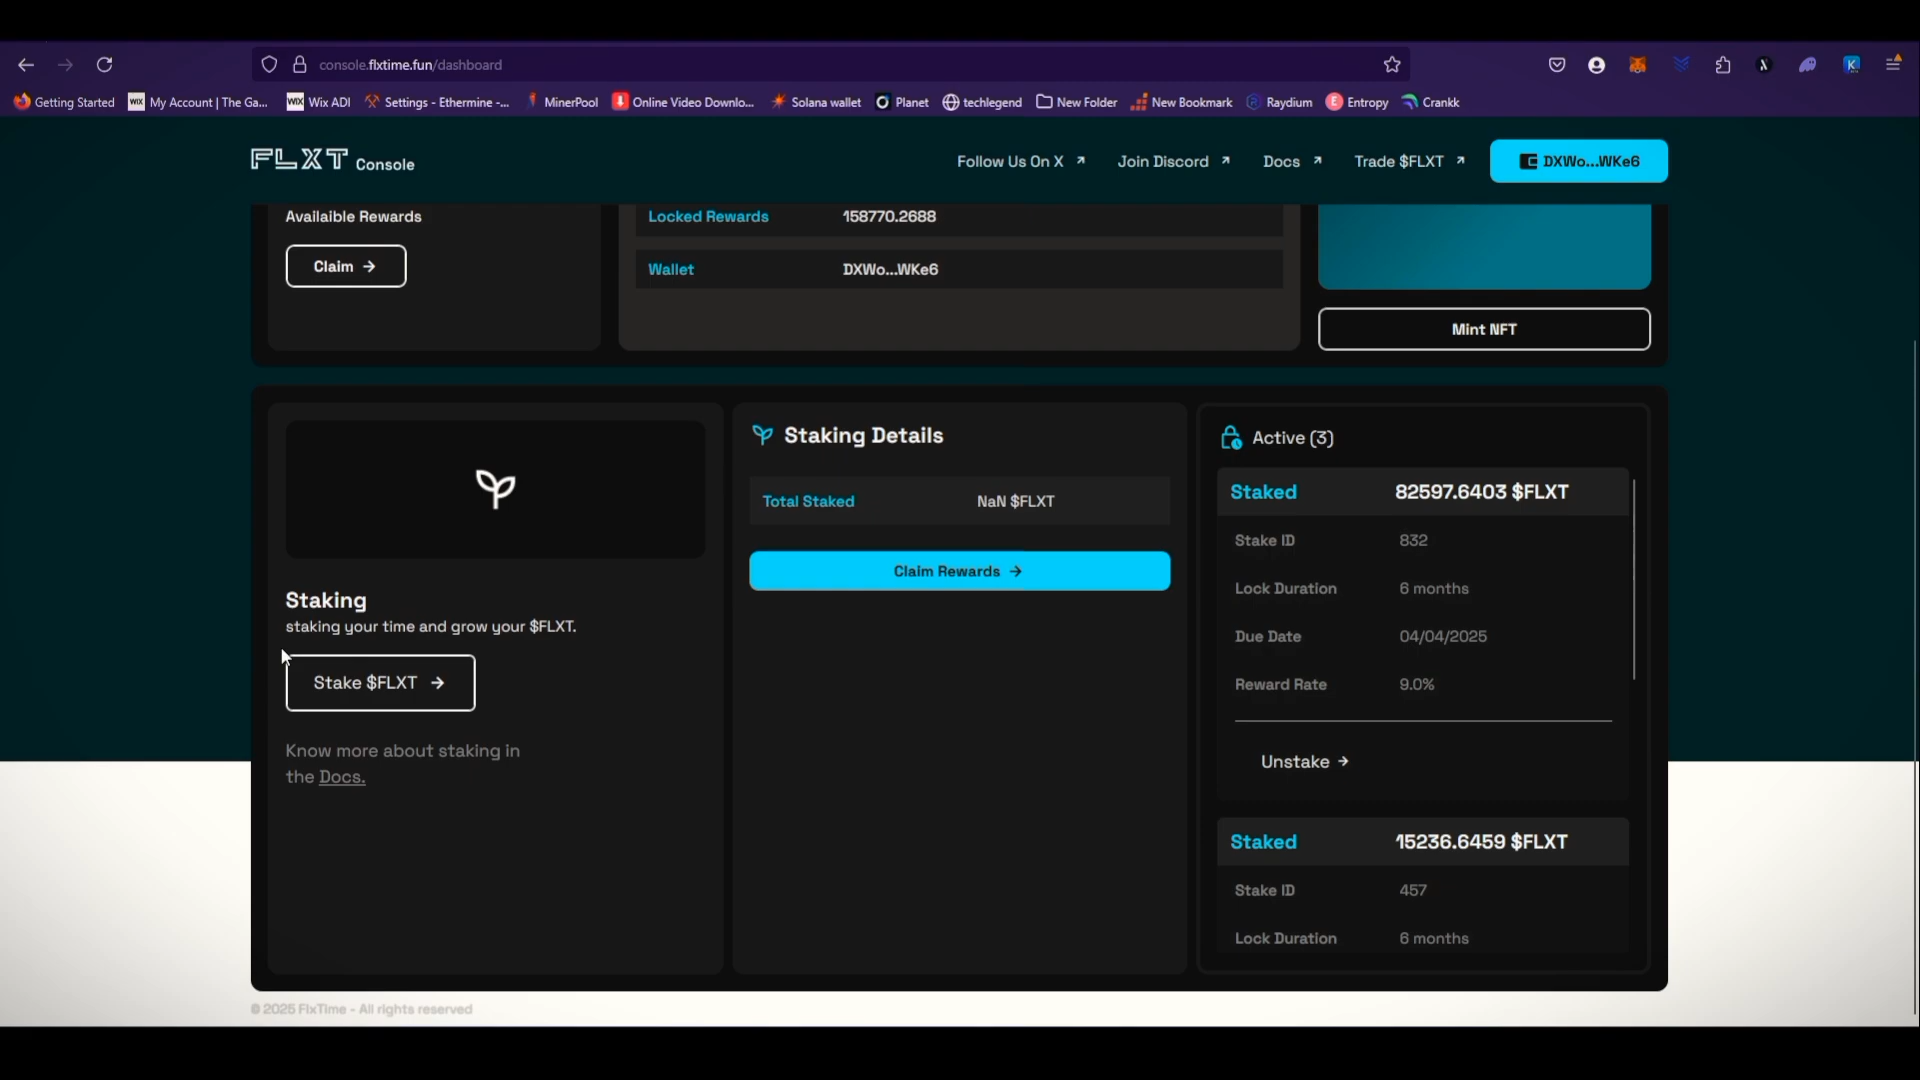 console.flxtime.fun/dashboard
Getting Started
My Account | The Ga...
Wix ADI
Settings - Ethermine -...
MinerPool
Online Video Downlo...
Solana wallet
Planet
techlegend
New Folder
New Bookmark
Raydium
Entropy
Crankk
FLXT Console
Follow Us On X
Join Discord
Docs
Trade $FLXT
DXWo...WKe6
Availaible Rewards
Claim →
Locked Rewards 158770.2688
Wallet DXWo...WKe6
Mint NFT
Staking
staking your time and grow your $FLXT.
Stake $FLXT →
Know more about staking in
the Docs.
Staking Details
Total Staked NaN $FLXT
Claim Rewards →
Active (3)
Staked 82597.6403 $FLXT
Stake ID 832
Lock Duration 6 months
Due Date 04/04/2025
Reward Rate 9.0%
Unstake →
Staked 15236.6459 $FLXT
Stake ID 457
Lock Duration 6 months
© 2025 FlxTime - All rights reserved